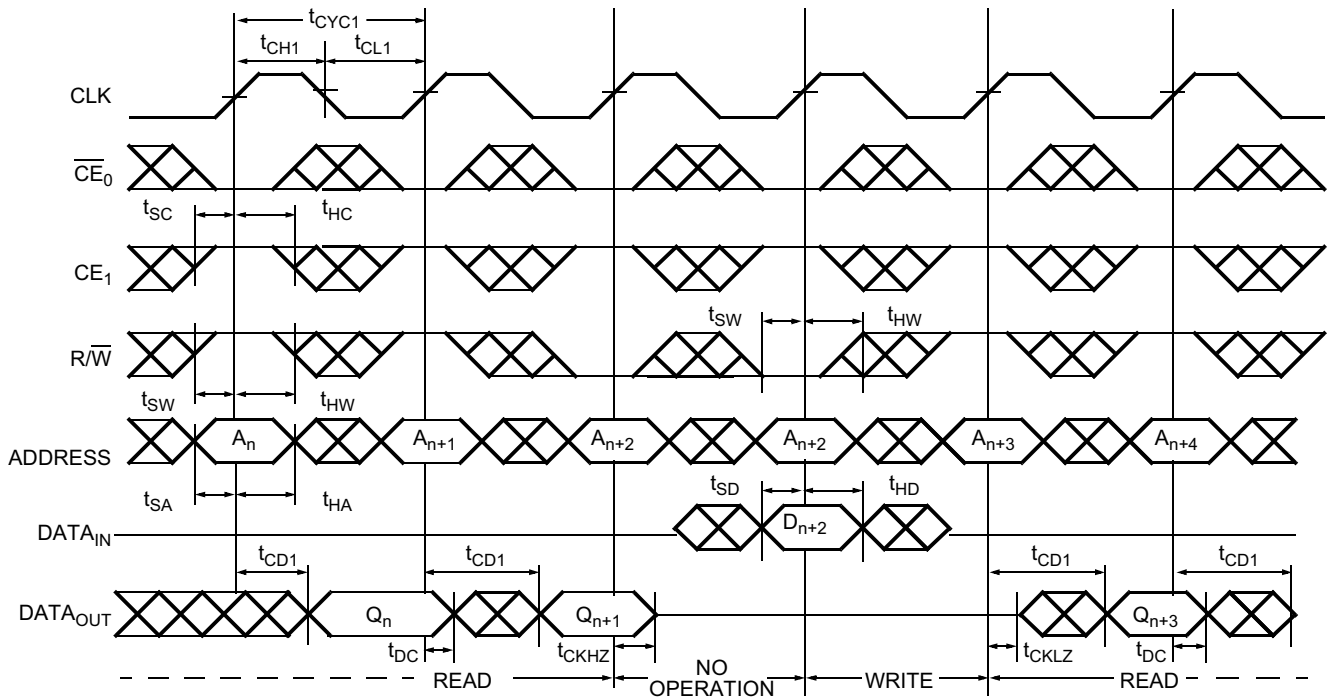 tCYC1
tCH1 tCL1
CLK
CE0
tSC tHC
CE1
tSW tHW
R/W
tSW tHW
An An+1 An+2 An+2 An+3 An+4
ADDRESS
tSA tHA tSD tHD
DATAIN Dn+2
tCD1 tCD1 tCD1 tCD1
DATAOUT Qn Qn+1 Qn+3
tDC tCKHZ tCKLZ tDC
READ NO OPERATION WRITE READ